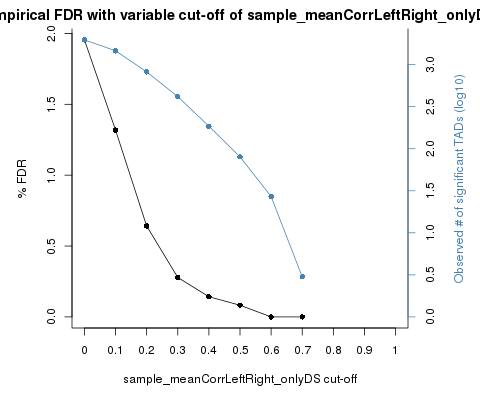 mpirical FDR with variable cut-off of sample_meanCorrLeftRight_onlyD
% FDR
2.0
1.5
1.0
0.5
0.0
3.0
2.5
2.0
1.5
1.0
0.5
0.0
Observed # of significant TADs (log10)
0 0.1 0.2 0.3 0.4 0.5 0.6 0.7 0.8 0.9 1
sample_meanCorrLeftRight_onlyDS cut-off